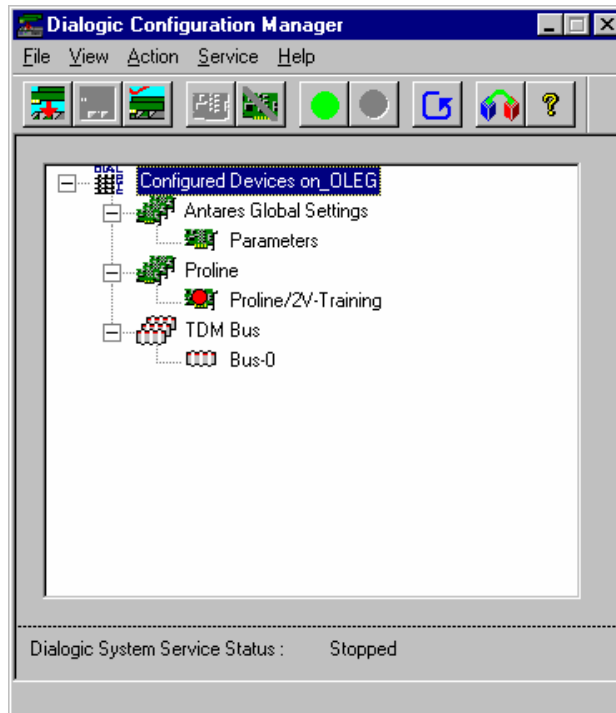 Dialogic Configuration Manager
File View Action Service Help
Configured Devices on_OLEG
Antares Global Settings
Parameters
Proline
Proline/2V-Training
TDM Bus
Bus-0
Dialogic System Service Status : Stopped